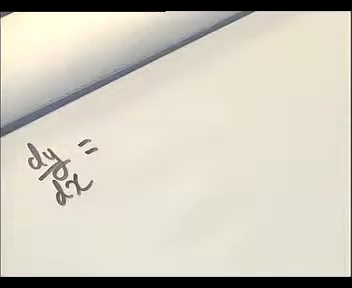 dy/dx =